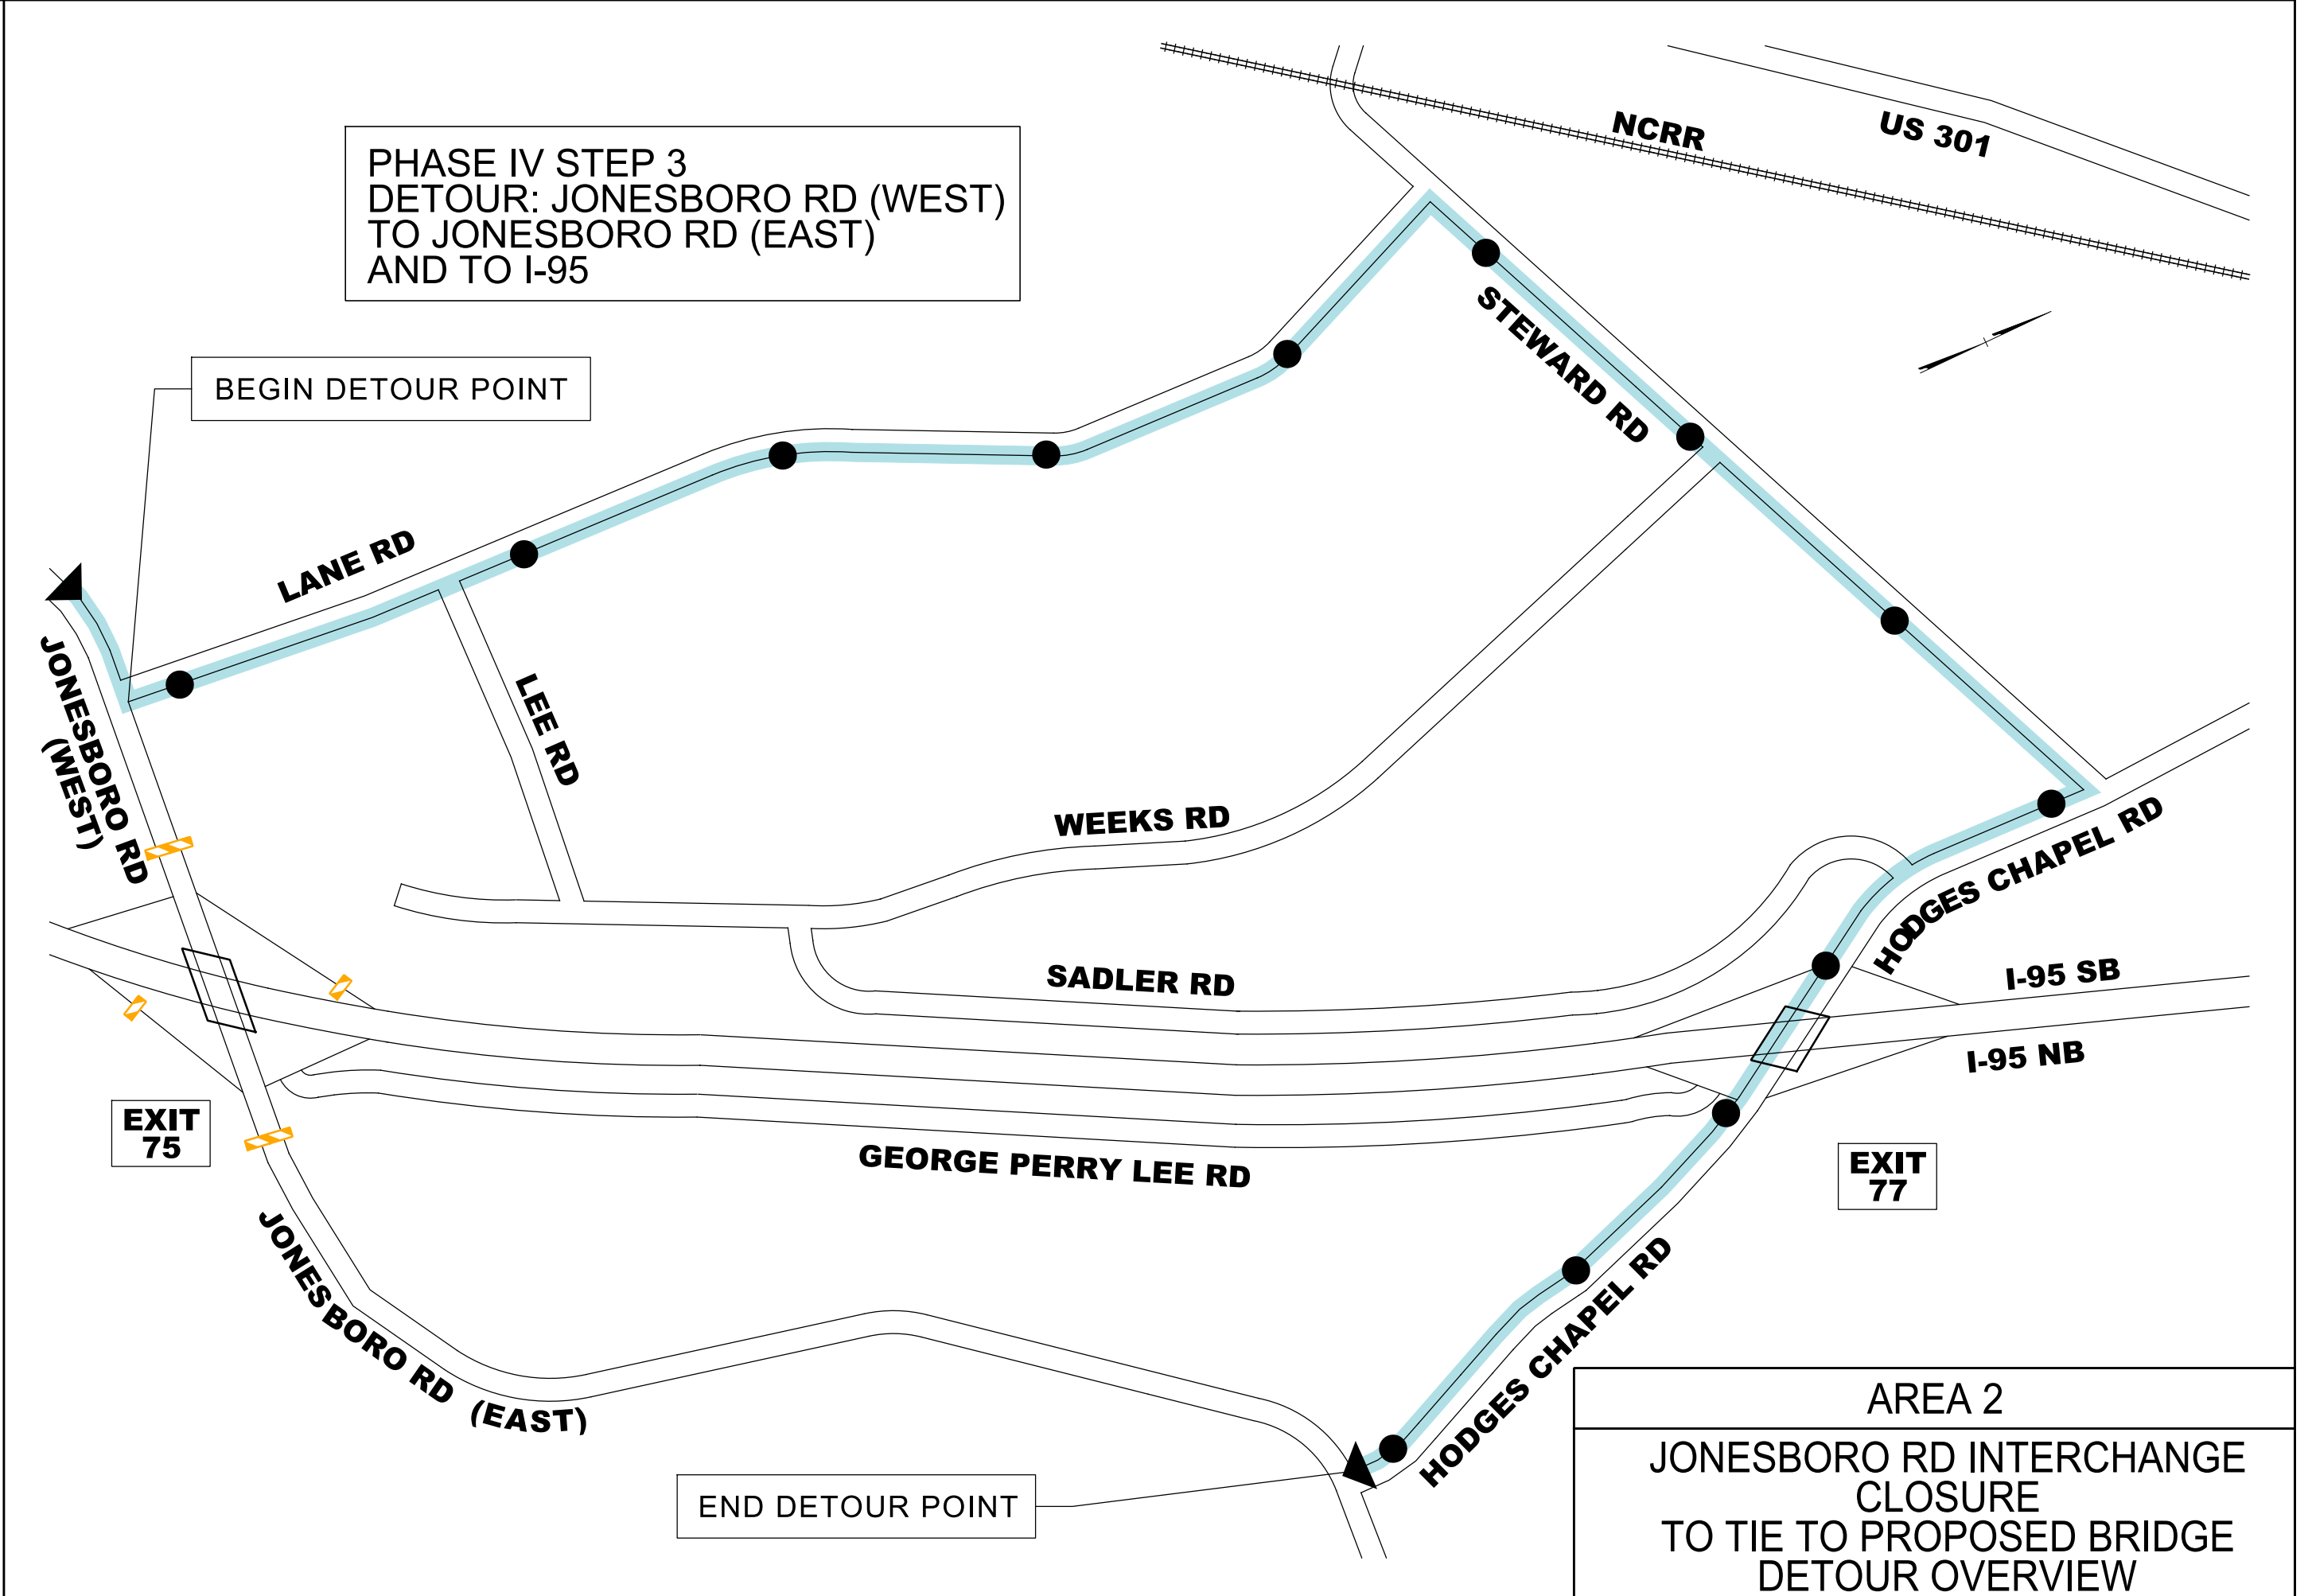 NCRR
US 301
PHASE IV STEP 3
DETOUR: JONESBORO RD (WEST)
TO JONESBORO RD (EAST)
AND TO I-95
BEGIN DETOUR POINT
STEWARD RD
LANE RD
JONESBORO RD
(WEST)
LEE RD
WEEKS RD
HODGES CHAPEL RD
SADLER RD
I-95 SB
I-95 NB
EXIT
75
GEORGE PERRY LEE RD
EXIT
77
JONESBORO RD (EAST)
HODGES CHAPEL RD
END DETOUR POINT
AREA 2
JONESBORO RD INTERCHANGE
CLOSURE
TO TIE TO PROPOSED BRIDGE
DETOUR OVERVIEW